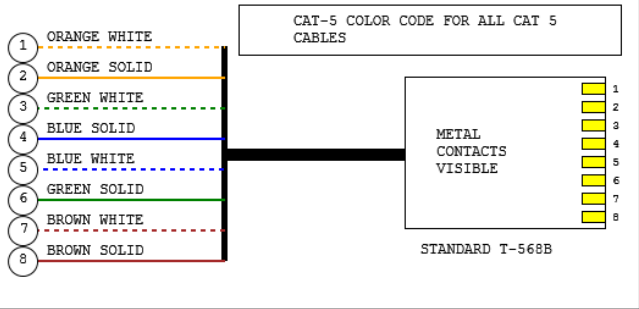 CAT-5 COLOR CODE FOR ALL CAT 5
CABLES
1 ORANGE WHITE
2 ORANGE SOLID
3 GREEN WHITE
4 BLUE SOLID
5 BLUE WHITE
6 GREEN SOLID
7 BROWN WHITE
8 BROWN SOLID
METAL
CONTACTS
VISIBLE
1
2
3
4
5
6
7
8
STANDARD T-568B